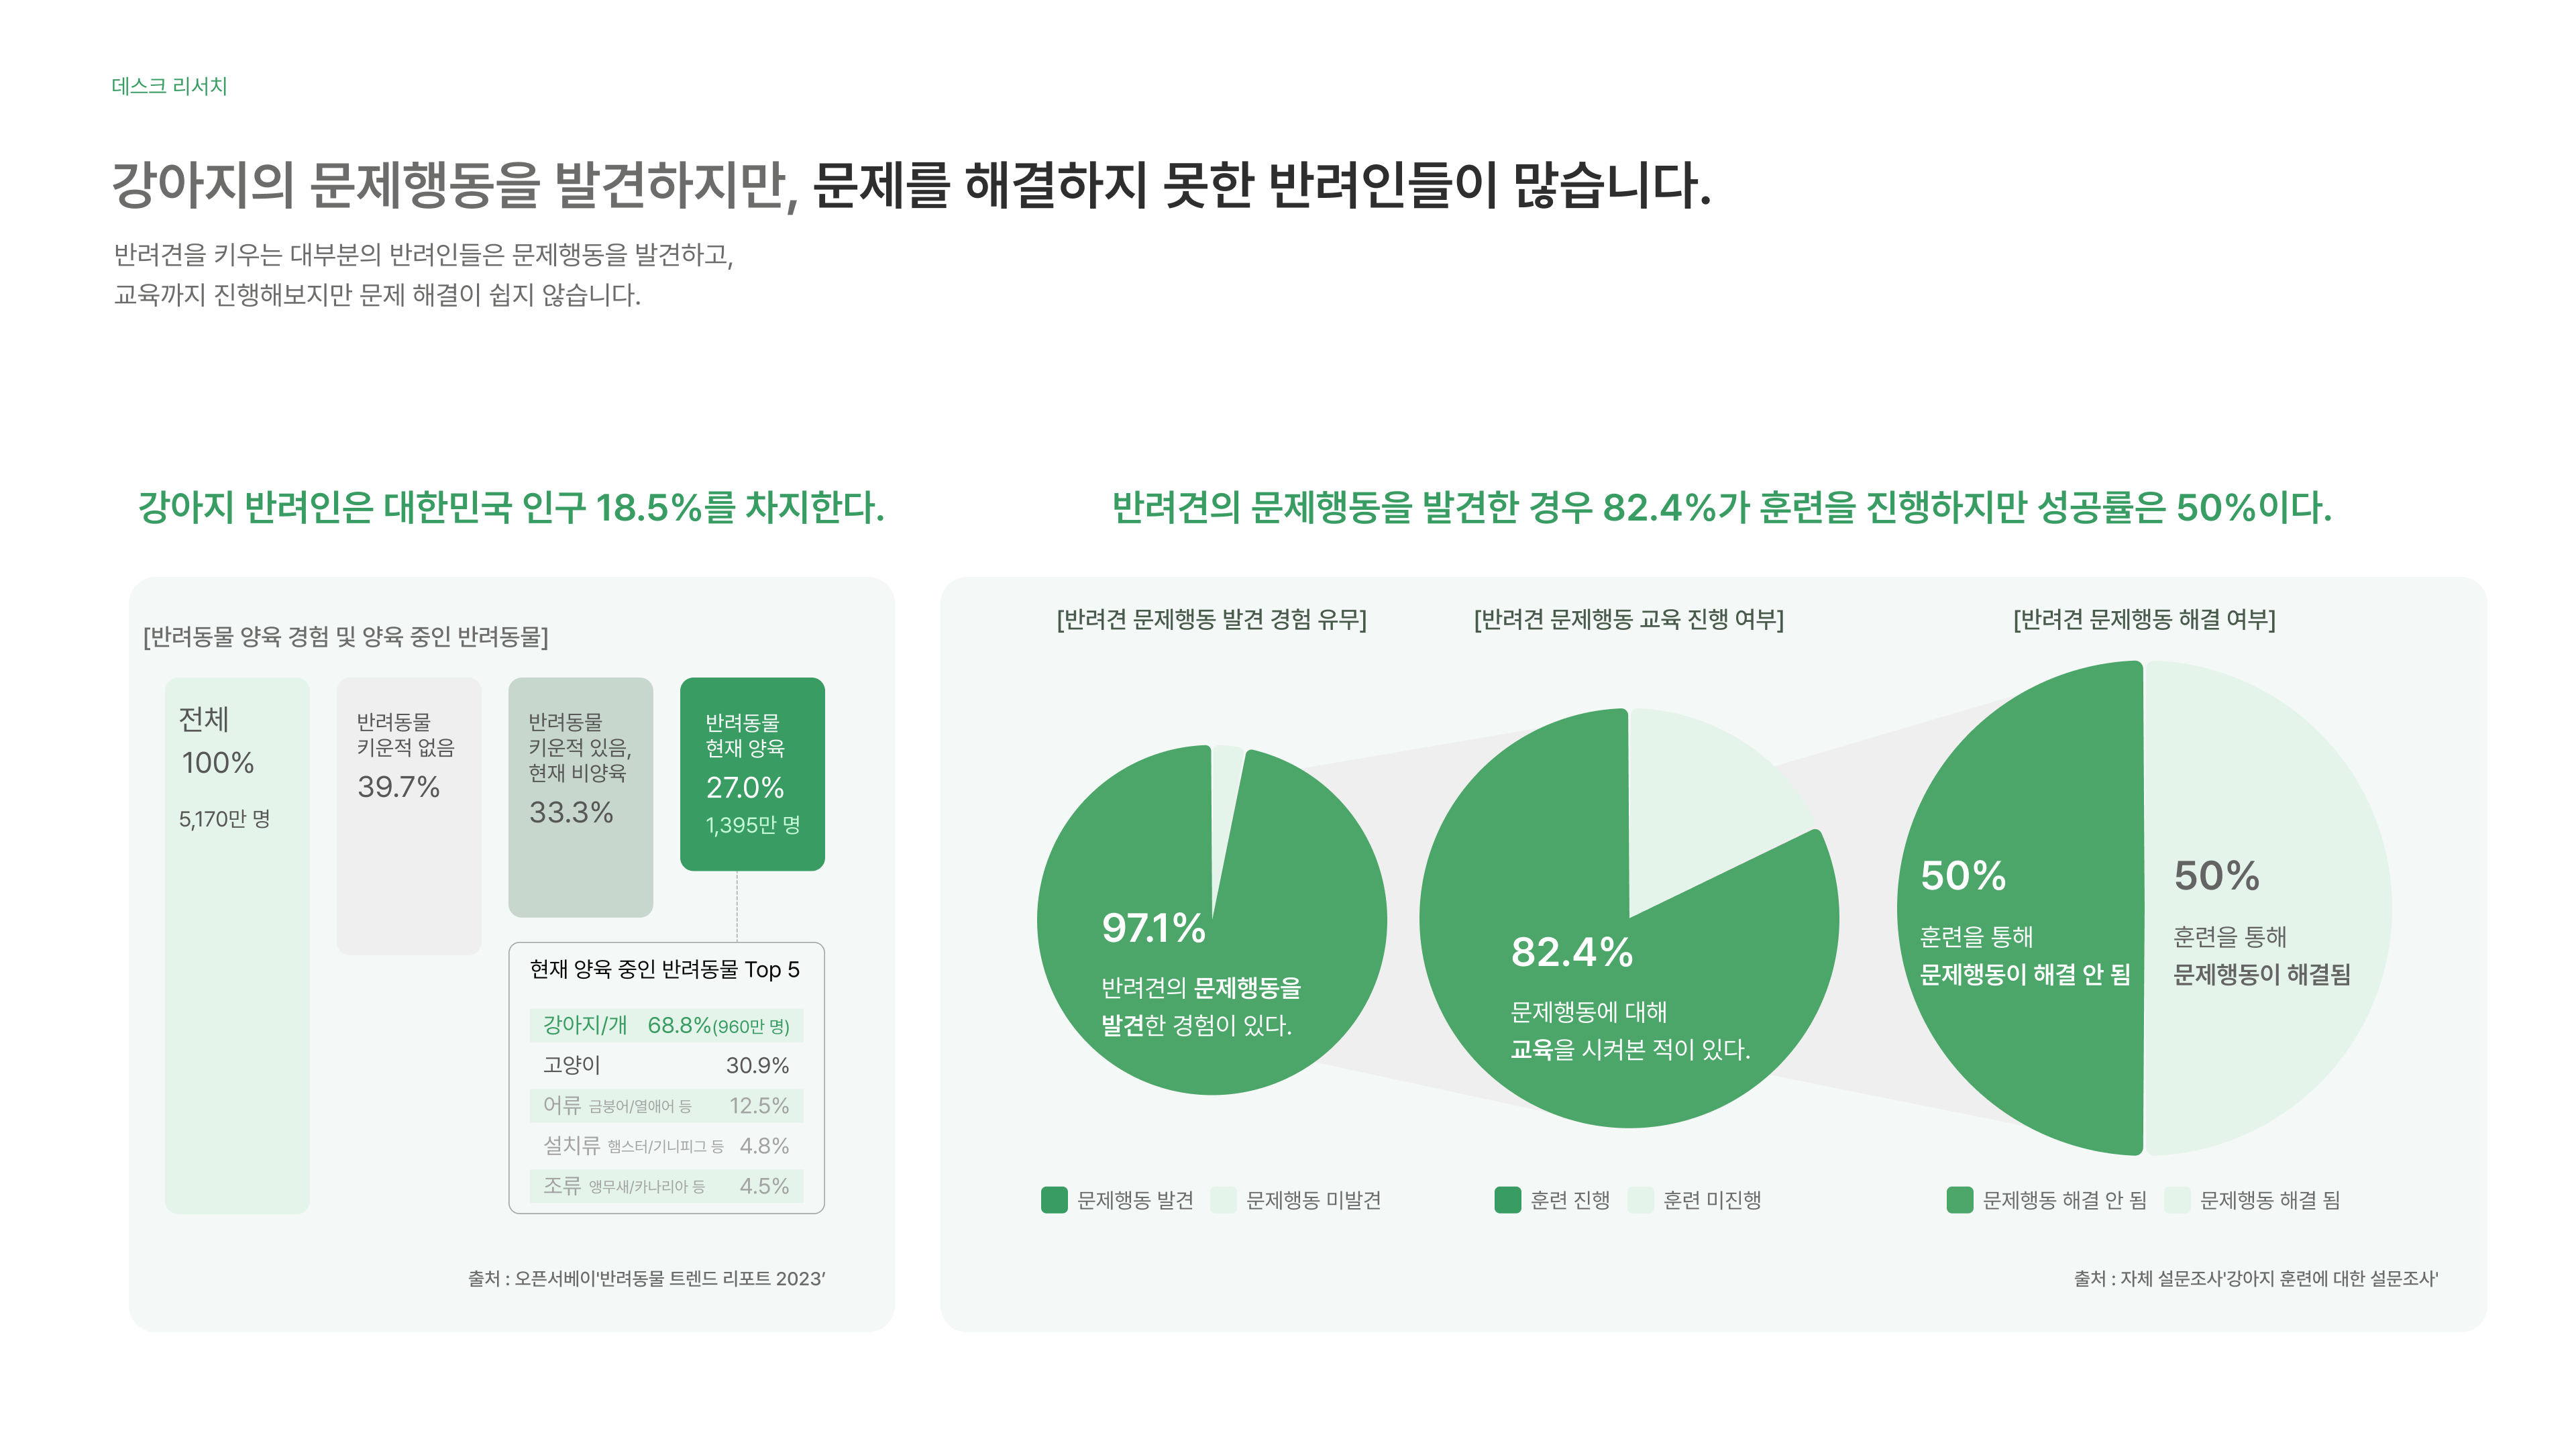 데스크 리서치
강아지의 문제행동을 발견하지만, 문제를 해결하지 못한 반려인들이 많습니다.
반려견을 키우는 대부분의 반려인들은 문제행동을 발견하고,
교육까지 진행해보지만 문제 해결이 쉽지 않습니다.
강아지 반려인은 대한민국 인구 18.5%를 차지한다.
[반려동물 양육 경험 및 양육 중인 반려동물]
전체
100%
5,170만 명
반려동물
키운적 없음
39.7%
반려동물
키운적 있음,
현재 비양육
33.3%
반려동물
현재 양육
27.0%
1,395만 명
현재 양육 중인 반려동물 Top 5
강아지/개 68.8%(960만 명)
고양이 30.9%
어류 금붕어/열애어 등 12.5%
설치류 햄스터/기니피그 등 4.8%
조류 앵무새/카나리아 등 4.5%
출처 : 오픈서베이'반려동물 트렌드 리포트 2023’
반려견의 문제행동을 발견한 경우 82.4%가 훈련을 진행하지만 성공률은 50%이다.
[반려견 문제행동 발견 경험 유무]
97.1%
반려견의 문제행동을
발견한 경험이 있다.
문제행동 발견 문제행동 미발견
[반려견 문제행동 교육 진행 여부]
82.4%
문제행동에 대해
교육을 시켜본 적이 있다.
훈련 진행 훈련 미진행
[반려견 문제행동 해결 여부]
50%
훈련을 통해
문제행동이 해결 안 됨
50%
훈련을 통해
문제행동이 해결됨
문제행동 해결 안 됨 문제행동 해결 됨
출처 : 자체 설문조사'강아지 훈련에 대한 설문조사'